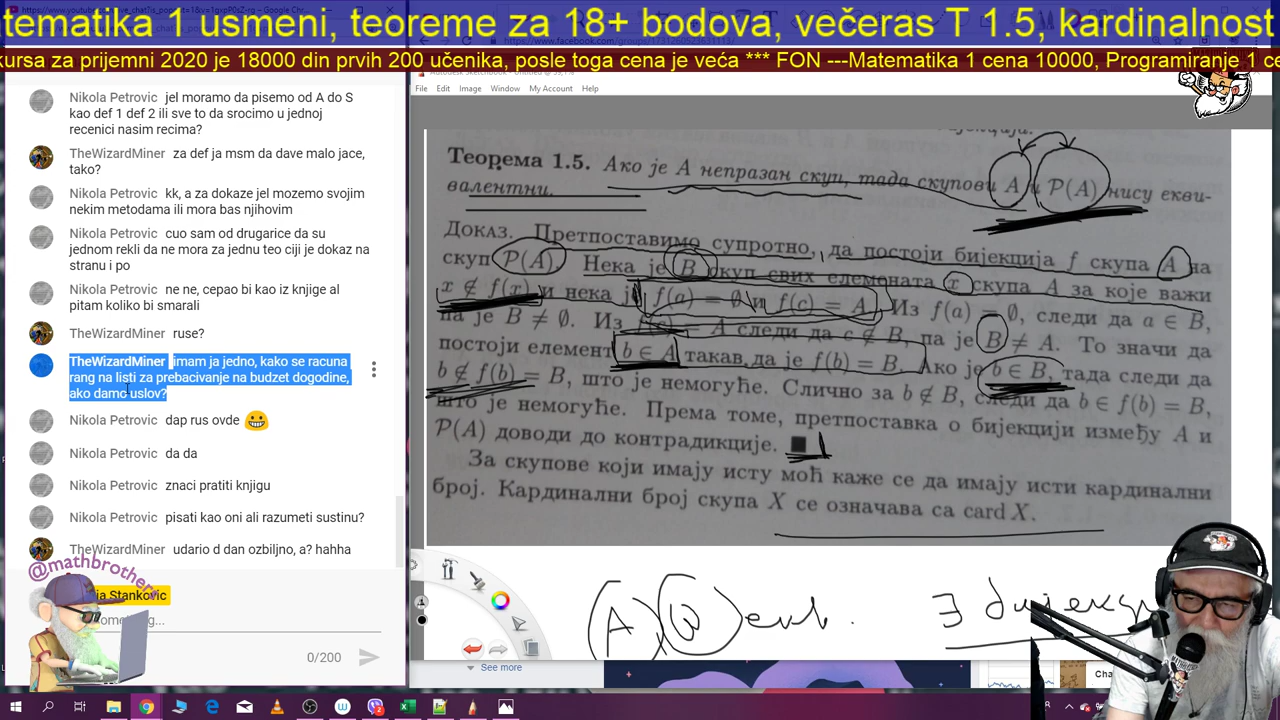 tematika 1 usmeni, teoreme za 18+ bodova, večeras T 1.5, kardinalnost
kursa za prijemni 2020 je 18000 din prvih 200 učenika, posle toga cena je veća *** FON ---Matematika 1 cena 10000, Programiranje 1 ce
Nikola Petrovic jel moramo da pisemo od A do S
kao def 1 def 2 ili sve to srocimo u jednoj
recenici nasim recima?
TheWizardMiner za def ja msm da dave malo jace,
tako?
Nikola Petrovic kk, a za dokaze jel mozemo svojim
nekim metodama ili mora bas njihovim
Nikola Petrovic cuo sam od drugarice da su
jednom rekli da ne mora za jednu teo ciji je dokaz na
stranu i po
Nikola Petrovic ne ne, cepao bi kao iz knjige al
pitam koliko bi smarali
TheWizardMiner ruse?
TheWizardMiner imam ja jedno, kako se racuna
rang na listi za prebacivanje na budzet dogodine,
ako damo uslov?
Nikola Petrovic dap rus ovde 😀
Nikola Petrovic da da
Nikola Petrovic znaci pratiti knjigu
Nikola Petrovic pisati kao oni ali razumeti sustinu?
TheWizardMiner udario d dan ozbiljno, a? hahha
@mathbrothers
Stankovic
0/200
File Edit Image Window My Account Help
Теорема 1.5. Ако је A непразан скуп, тада скупови A и P(A) нису екви-
валентни.
Доказ. Претпоставимо супротно, да постоји бијекција f скупа A на
скуп P(A). Нека је B скуп свих елемената x скупа A за које важи
x ∉ f(x) и нека ј f(a) = ∅ и f(c) = A. Из f(a) = ∅, следи да a ∈ B,
па је B ≠ ∅. Из = A следи да c ∉ B, па је B ≠ A. То значи да
постоји елемент b ∈ A такав да је f(b) = B. Ако је b ∈ B, тада следи да
b ∉ f(b) = B, што је немогуће. Слично за b ∉ B, следи да b ∈ f(b) = B,
што је немогуће. Према томе, претпоставка о бијекцији између A и
P(A) доводи до контрадикције. ■
За скупове који имају исту моћ каже се да имају исти кардинални
број. Кардинални број скупа X се означава са card X.
A ekv. ∃
See more
Cha